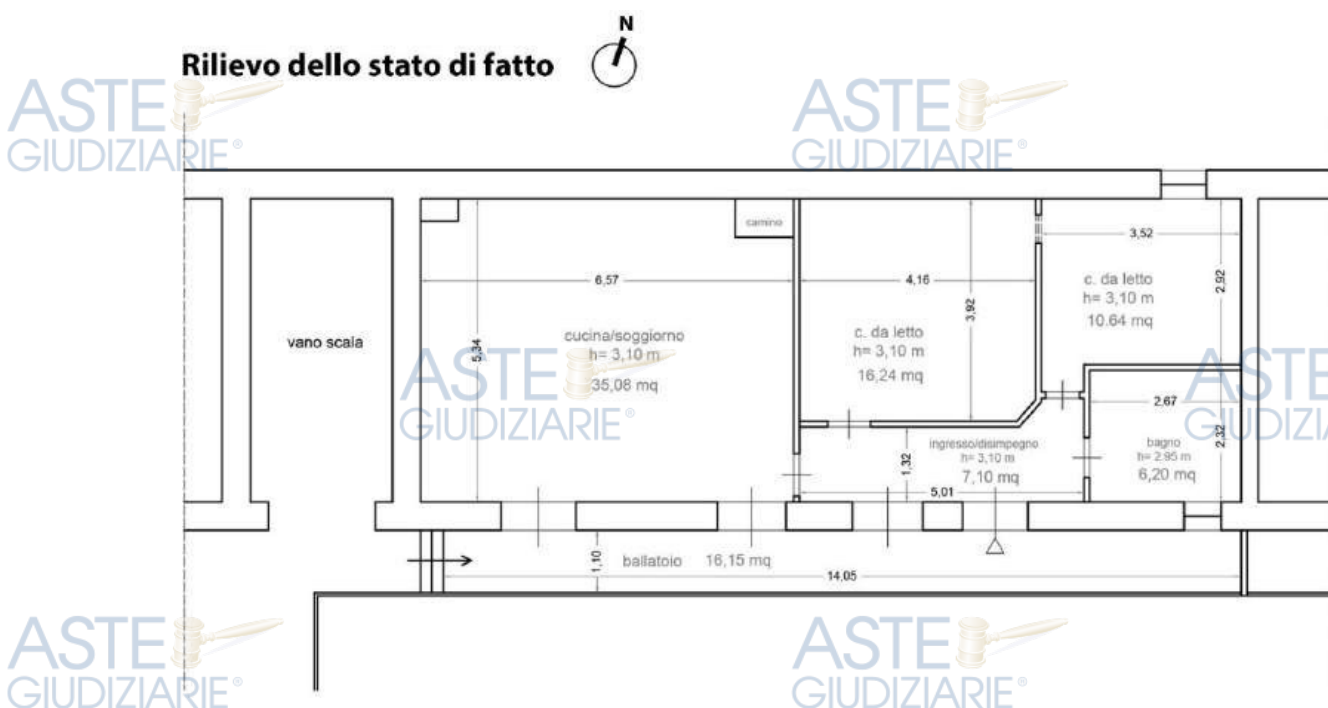 N
Rilievo dello stato di fatto
ASTE
GIUDIZIARIE®
ASTE
GIUDIZIARIE®
camino
3,52
6,57
4,16
2,92
c. da letto
h= 3,10 m
10.64 mq
3,92
cucina/soggiorno
h= 3,10 m
35,08 mq
5,34
vano scala
c. da letto
h= 3,10 m
16,24 mq
ASTE
GIUDIZIARIE®
ASTE
GIUDIZIA
2,67
2,32
bagno
h= 2.95 m
6,20 mq
ingresso/disimpegno
h= 3,10 m
7,10 mq
1,32
5,01
1,10
ballatoio 16,15 mq
14,05
ASTE
GIUDIZIARIE®
ASTE
GIUDIZIARIE®